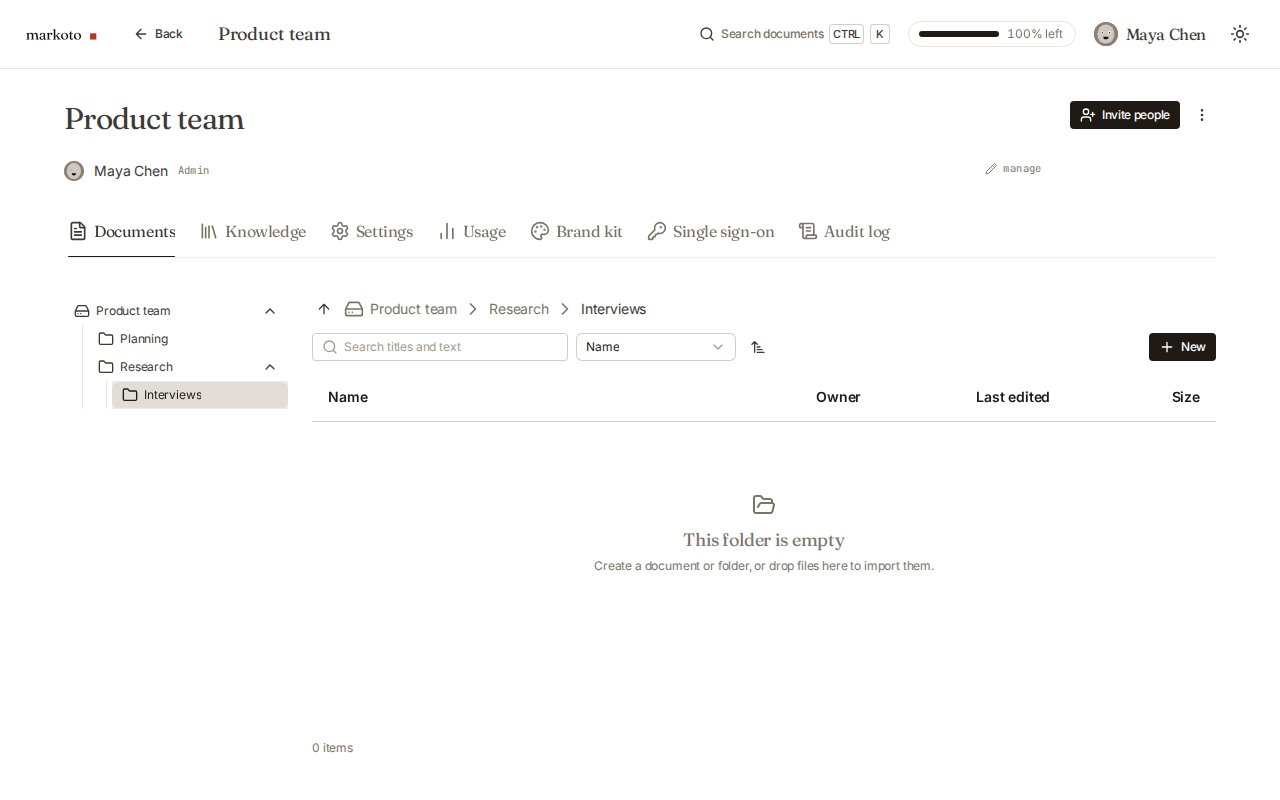 markoto
Back
Product team
Search documents CTRL K
100% left
Maya Chen
Product team
Invite people
Maya Chen Admin
manage
Documents
Knowledge
Settings
Usage
Brand kit
Single sign-on
Audit log
Product team
Planning
Research
Interviews
Product team
Research
Interviews
Search titles and text
Name
New
Name Owner Last edited Size
This folder is empty
Create a document or folder, or drop files here to import them.
0 items